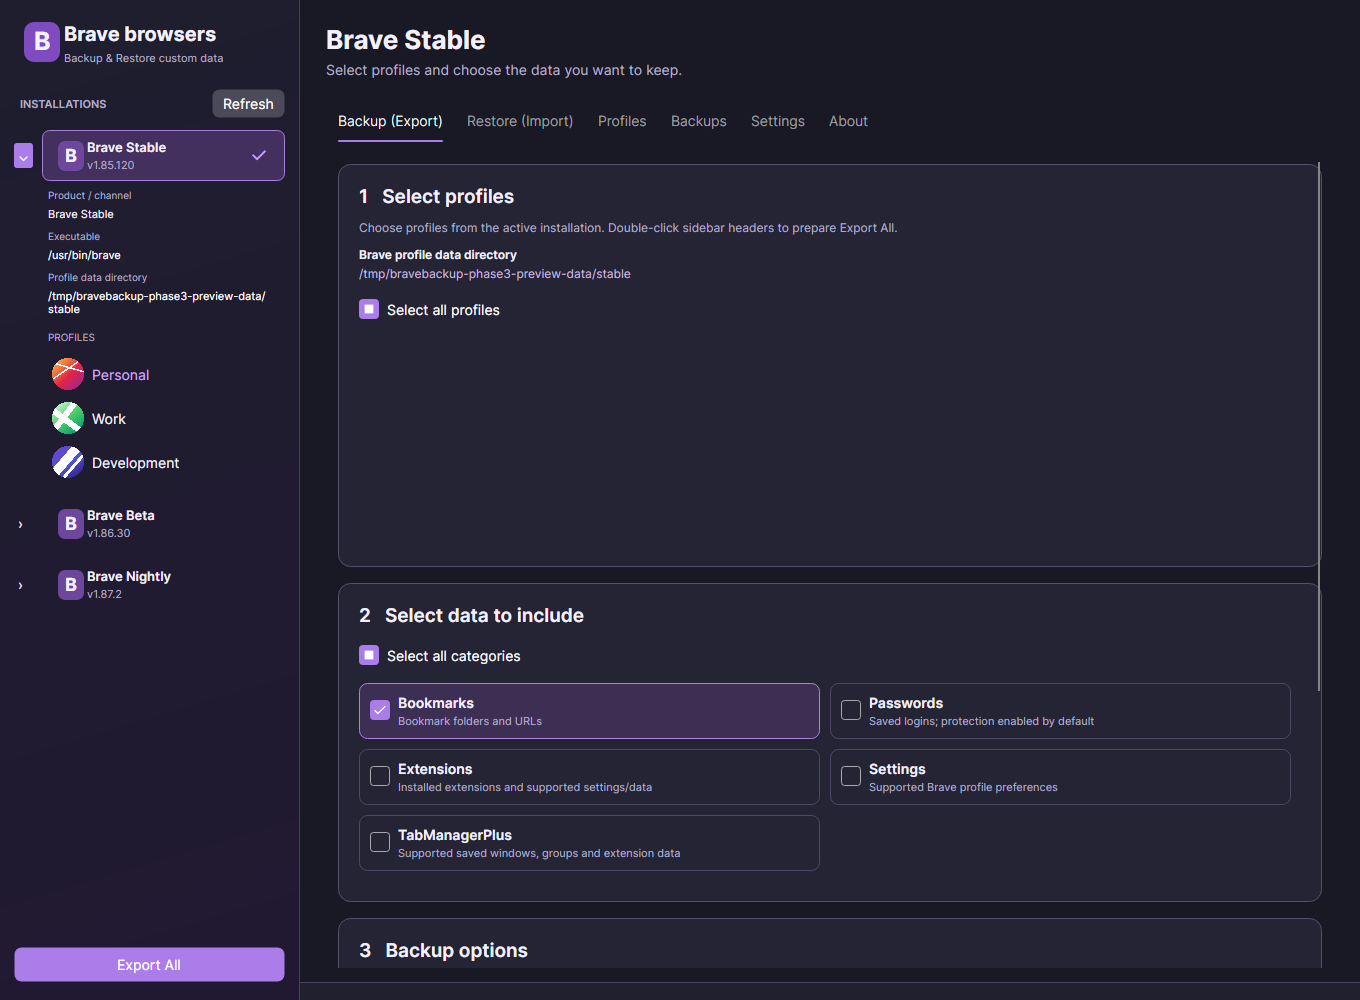 B
Brave browsers
Backup & Restore custom data
INSTALLATIONS
Refresh
B
Brave Stable
v1.85.120
Product / channel
Brave Stable
Executable
/usr/bin/brave
Profile data directory
/tmp/bravebackup-phase3-preview-data/
stable
PROFILES
Personal
Work
Development
B
Brave Beta
v1.86.30
B
Brave Nightly
v1.87.2
Export All
Brave Stable
Select profiles and choose the data you want to keep.
Backup (Export) Restore (Import) Profiles Backups Settings About
1 Select profiles
Choose profiles from the active installation. Double-click sidebar headers to prepare Export All.
Brave profile data directory
/tmp/bravebackup-phase3-preview-data/stable
Select all profiles
2 Select data to include
Select all categories
Bookmarks
Bookmark folders and URLs
Passwords
Saved logins; protection enabled by default
Extensions
Installed extensions and supported settings/data
Settings
Supported Brave profile preferences
TabManagerPlus
Supported saved windows, groups and extension data
3 Backup options